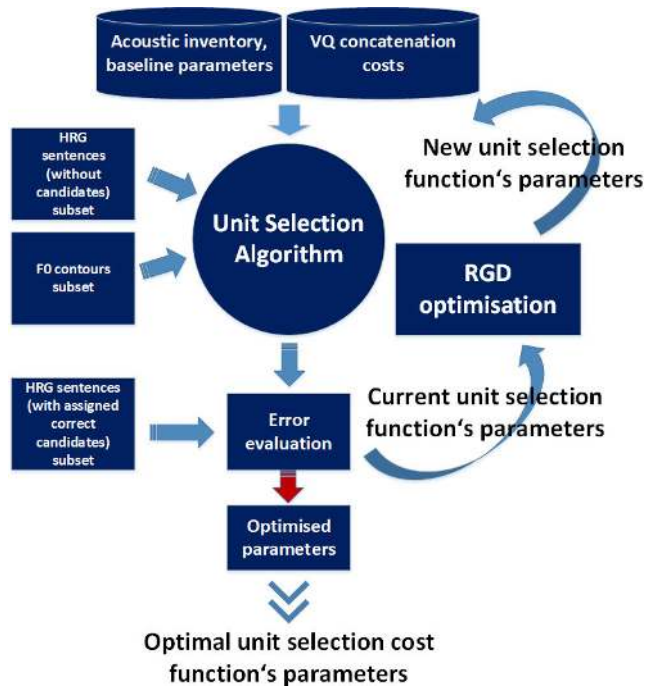 Acoustic inventory,
baseline parameters
VQ concatenation
costs
HRG
sentences
(without
candidates)
subset
New unit selection
function‘s parameters
Unit Selection
Algorithm
F0 contours
subset
RGD
optimisation
HRG sentences
(with assigned
correct
candidates)
subset
Error
evaluation
Current unit selection
function‘s parameters
Optimised
parameters
Optimal unit selection cost
function‘s parameters